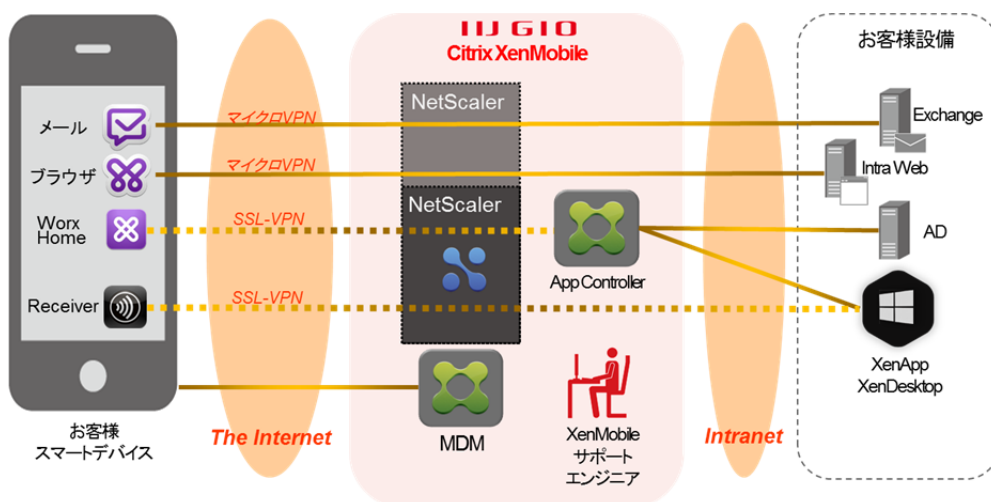 IIJ GIO
Citrix XenMobile
お客様設備
メール
マイクロVPN
NetScaler
Exchange
ブラウザ
マイクロVPN
Intra Web
Worx
Home
SSL-VPN
NetScaler
AD
App Controller
Receiver
SSL-VPN
XenApp
XenDesktop
お客様
スマートデバイス
The Internet
MDM
XenMobile
サポート
エンジニア
Intranet